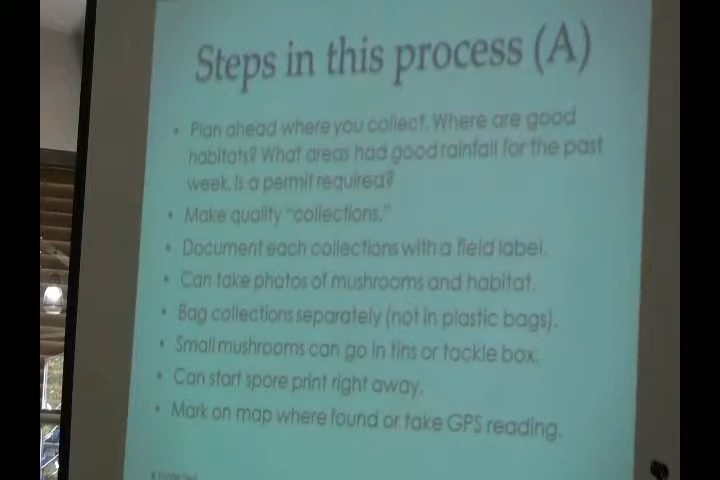 Steps in this process (A)
• Plan ahead where you collect. Where are good
habitats? What areas had good rainfall for the past
week. Is a permit required?
• Make quality "collections."
• Document each collections with a field label.
• Can take photos of mushrooms and habitat.
• Bag collections separately (not in plastic bags).
• Small mushrooms can go in tins or tackle box.
• Can start spore print right away.
• Mark on map where found or take GPS reading.